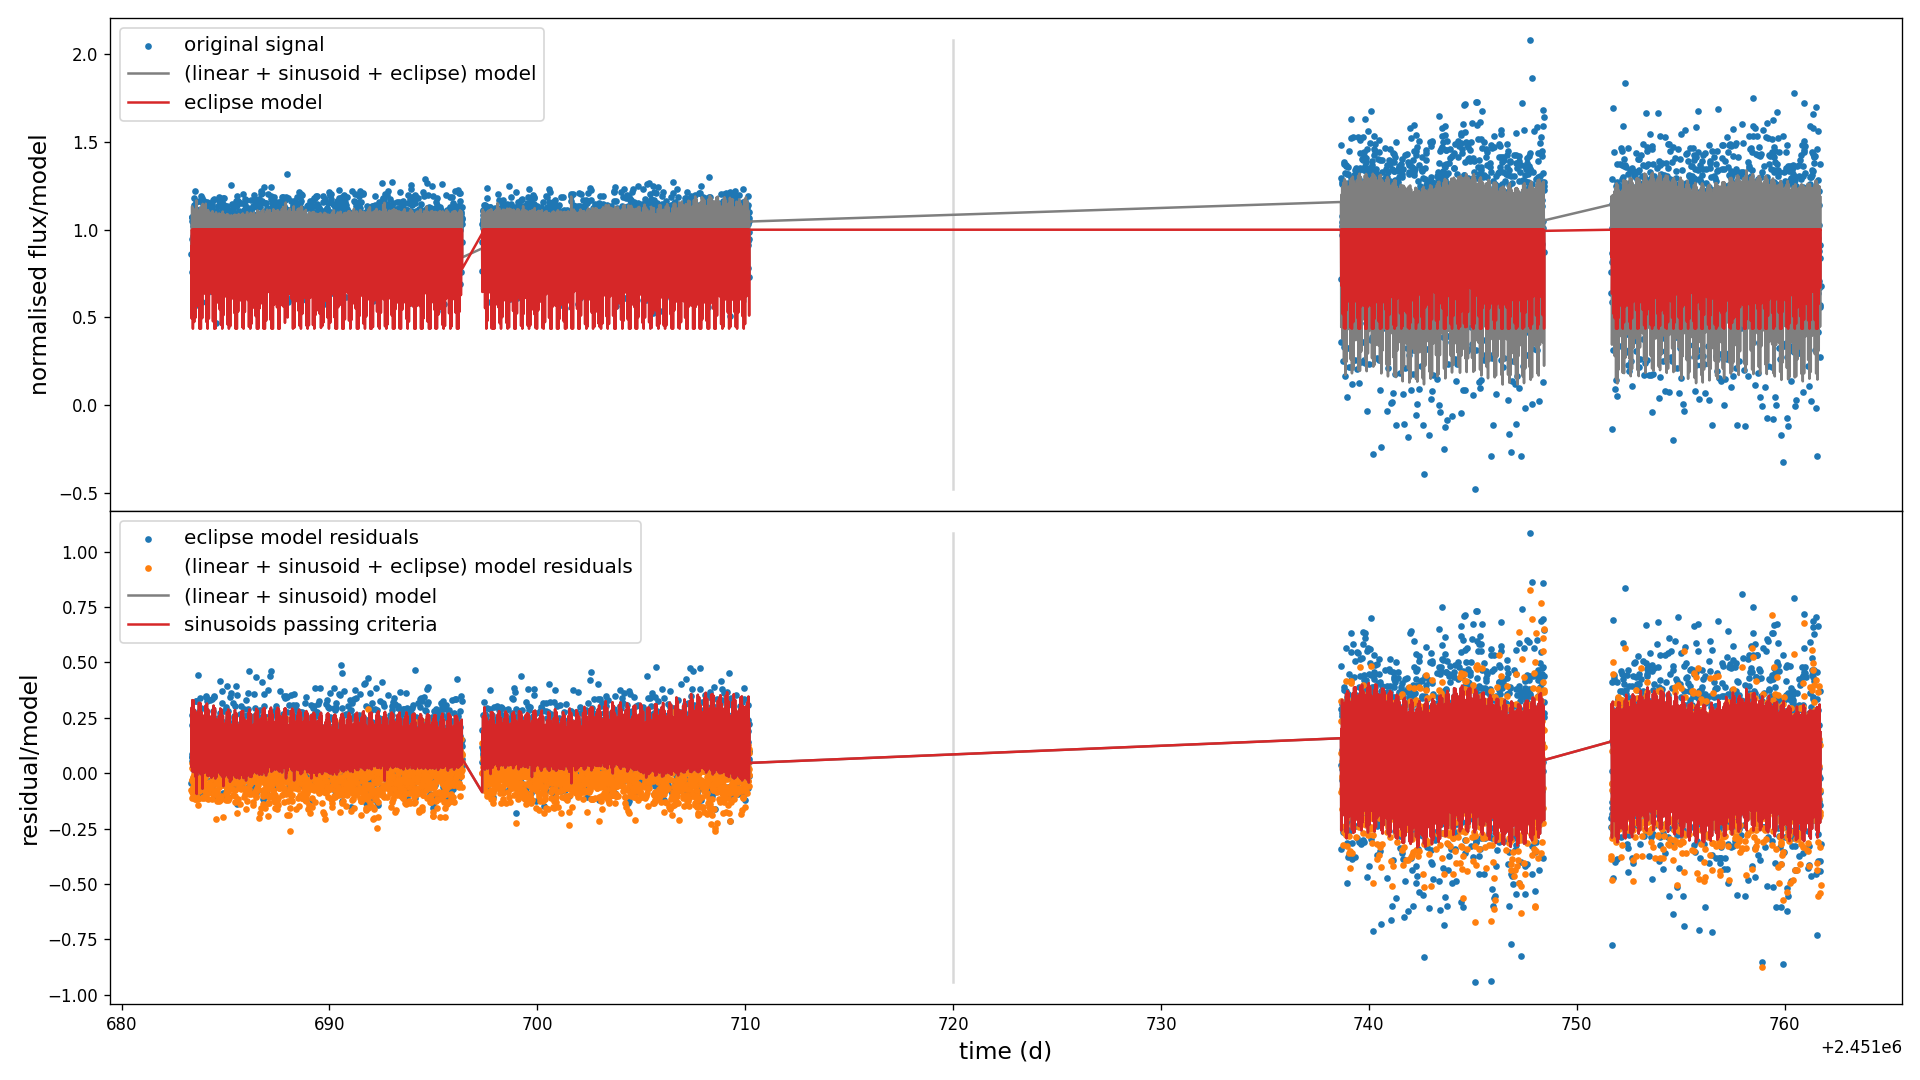 original signal
(linear + sinusoid + eclipse) model
eclipse model
normalised flux/model
2.0
1.5
1.0
0.5
0.0
−0.5
eclipse model residuals
(linear + sinusoid + eclipse) model residuals
(linear + sinusoid) model
sinusoids passing criteria
residual/model
1.00
0.75
0.50
0.25
0.00
−0.25
−0.50
−0.75
−1.00
680 690 700 710 720 730 740 750 760
time (d)
+2.451e6